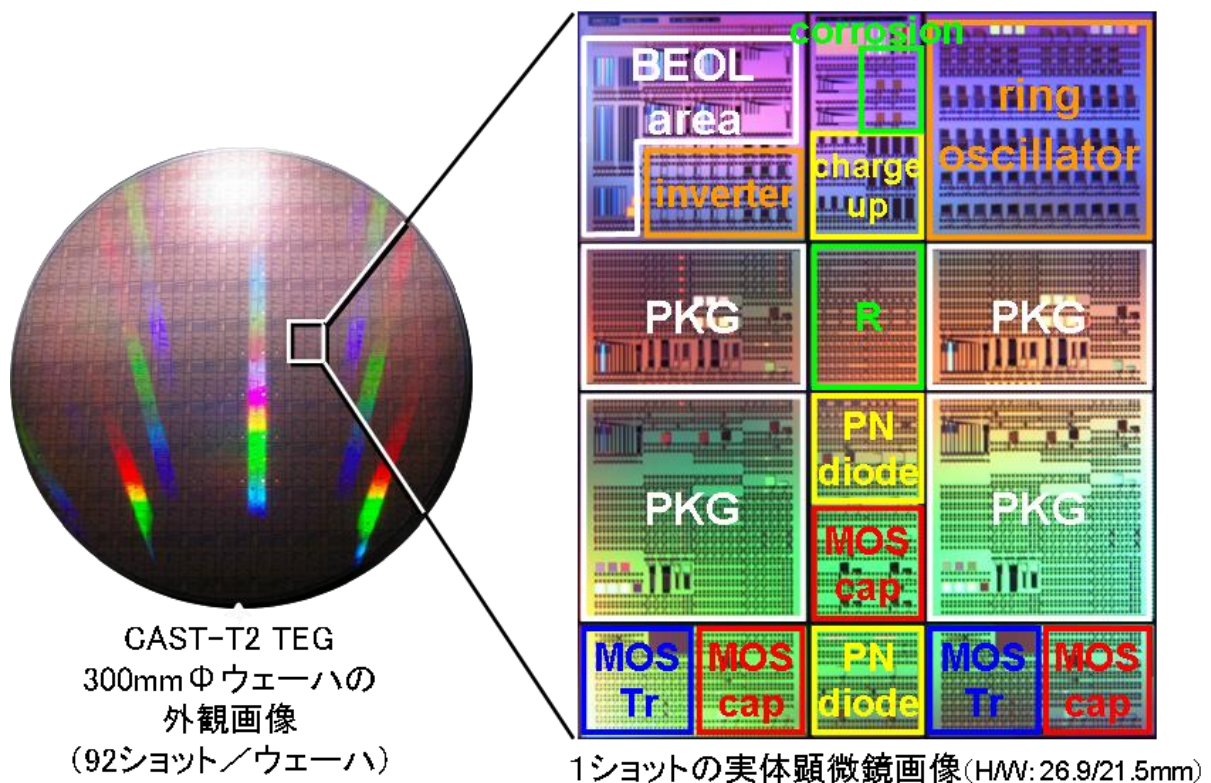 CAST-T2 TEG
300mmΦウェーハの
外観画像
(92ショット/ウェーハ)
corrosion
BEOL
area
ring
oscillator
inverter
charge
up
PKG
R
PKG
PN
diode
PKG
PKG
MOS
cap
MOS
Tr
MOS
cap
PN
diode
MOS
Tr
MOS
cap
1ショットの実体顕微鏡画像(H/W: 26.9/21.5mm)